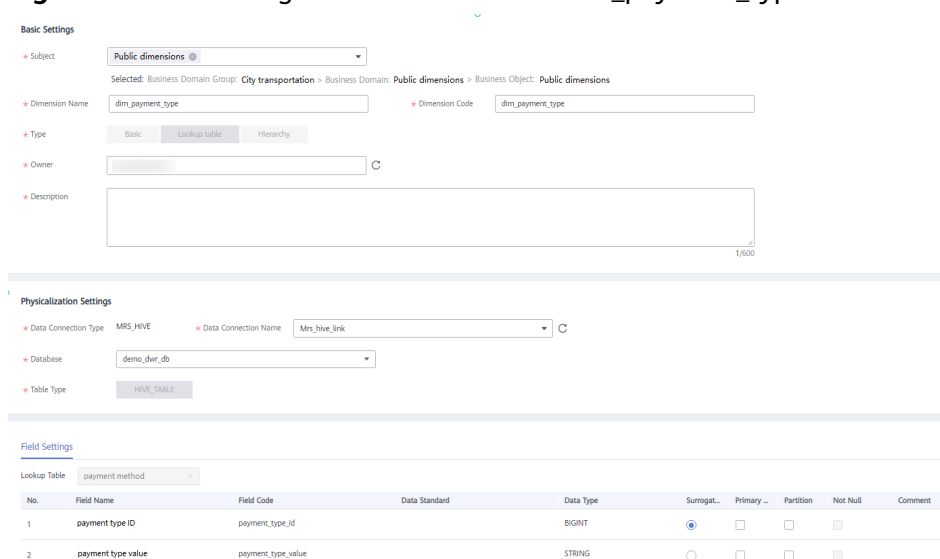 Basic Settings
* Subject Public dimensions
Selected: Business Domain Group: City transportation > Business Domain: Public dimensions > Business Object: Public dimensions
* Dimension Name dim_payment_type * Dimension Code dim_payment_type
* Type Basic Lookup table Hierarchy
* Owner
* Description
1/600
Physicalization Settings
* Data Connection Type MRS_HIVE * Data Connection Name Mrs_hive_link
* Database demo_dwr_db
* Table Type HIVE_TABLE
Field Settings
Lookup Table payment method
No. Field Name Field Code Data Standard Data Type Surrogat... Primary ... Partition Not Null Comment
1 payment type ID payment_type_id BIGINT
2 payment type value payment_type_value STRING